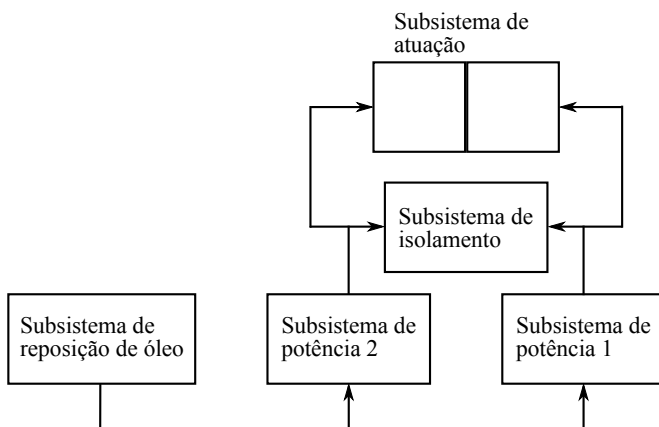 Subsistema de
atuação
Subsistema de
isolamento
Subsistema de
reposição de óleo
Subsistema de
potência 2
Subsistema de
potência 1